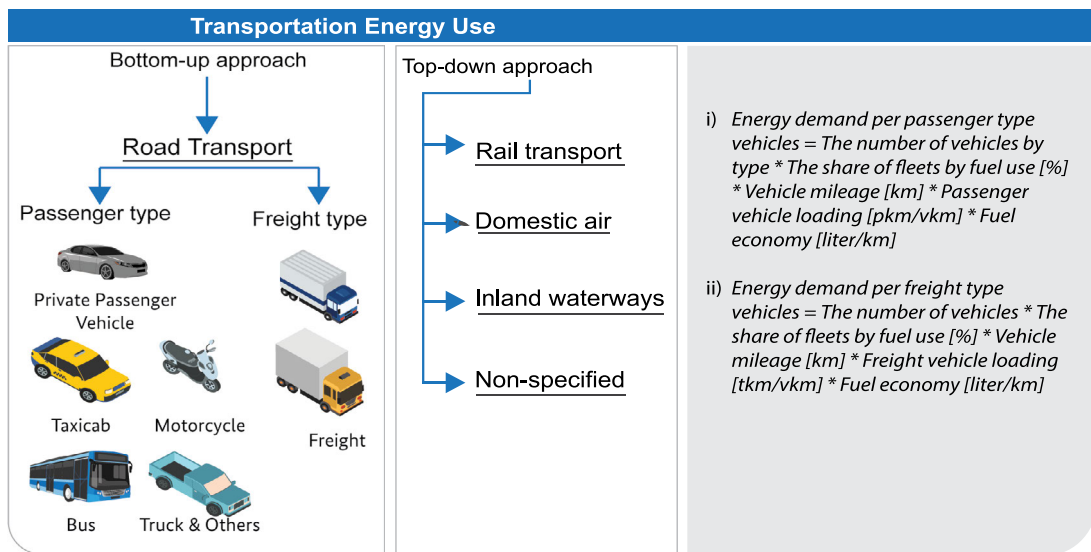 Transportation Energy Use
Bottom-up approach
Road Transport
Passenger type
Freight type
Private Passenger
Vehicle
Taxicab
Motorcycle
Freight
Bus
Truck & Others
Top-down approach
Rail transport
Domestic air
Inland waterways
Non-specified
i) Energy demand per passenger type
vehicles = The number of vehicles by
type * The share of fleets by fuel use [%]
* Vehicle mileage [km] * Passenger
vehicle loading [pkm/vkm] * Fuel
economy [liter/km]
ii) Energy demand per freight type
vehicles = The number of vehicles * The
share of fleets by fuel use [%] * Vehicle
mileage [km] * Freight vehicle loading
[tkm/vkm] * Fuel economy [liter/km]